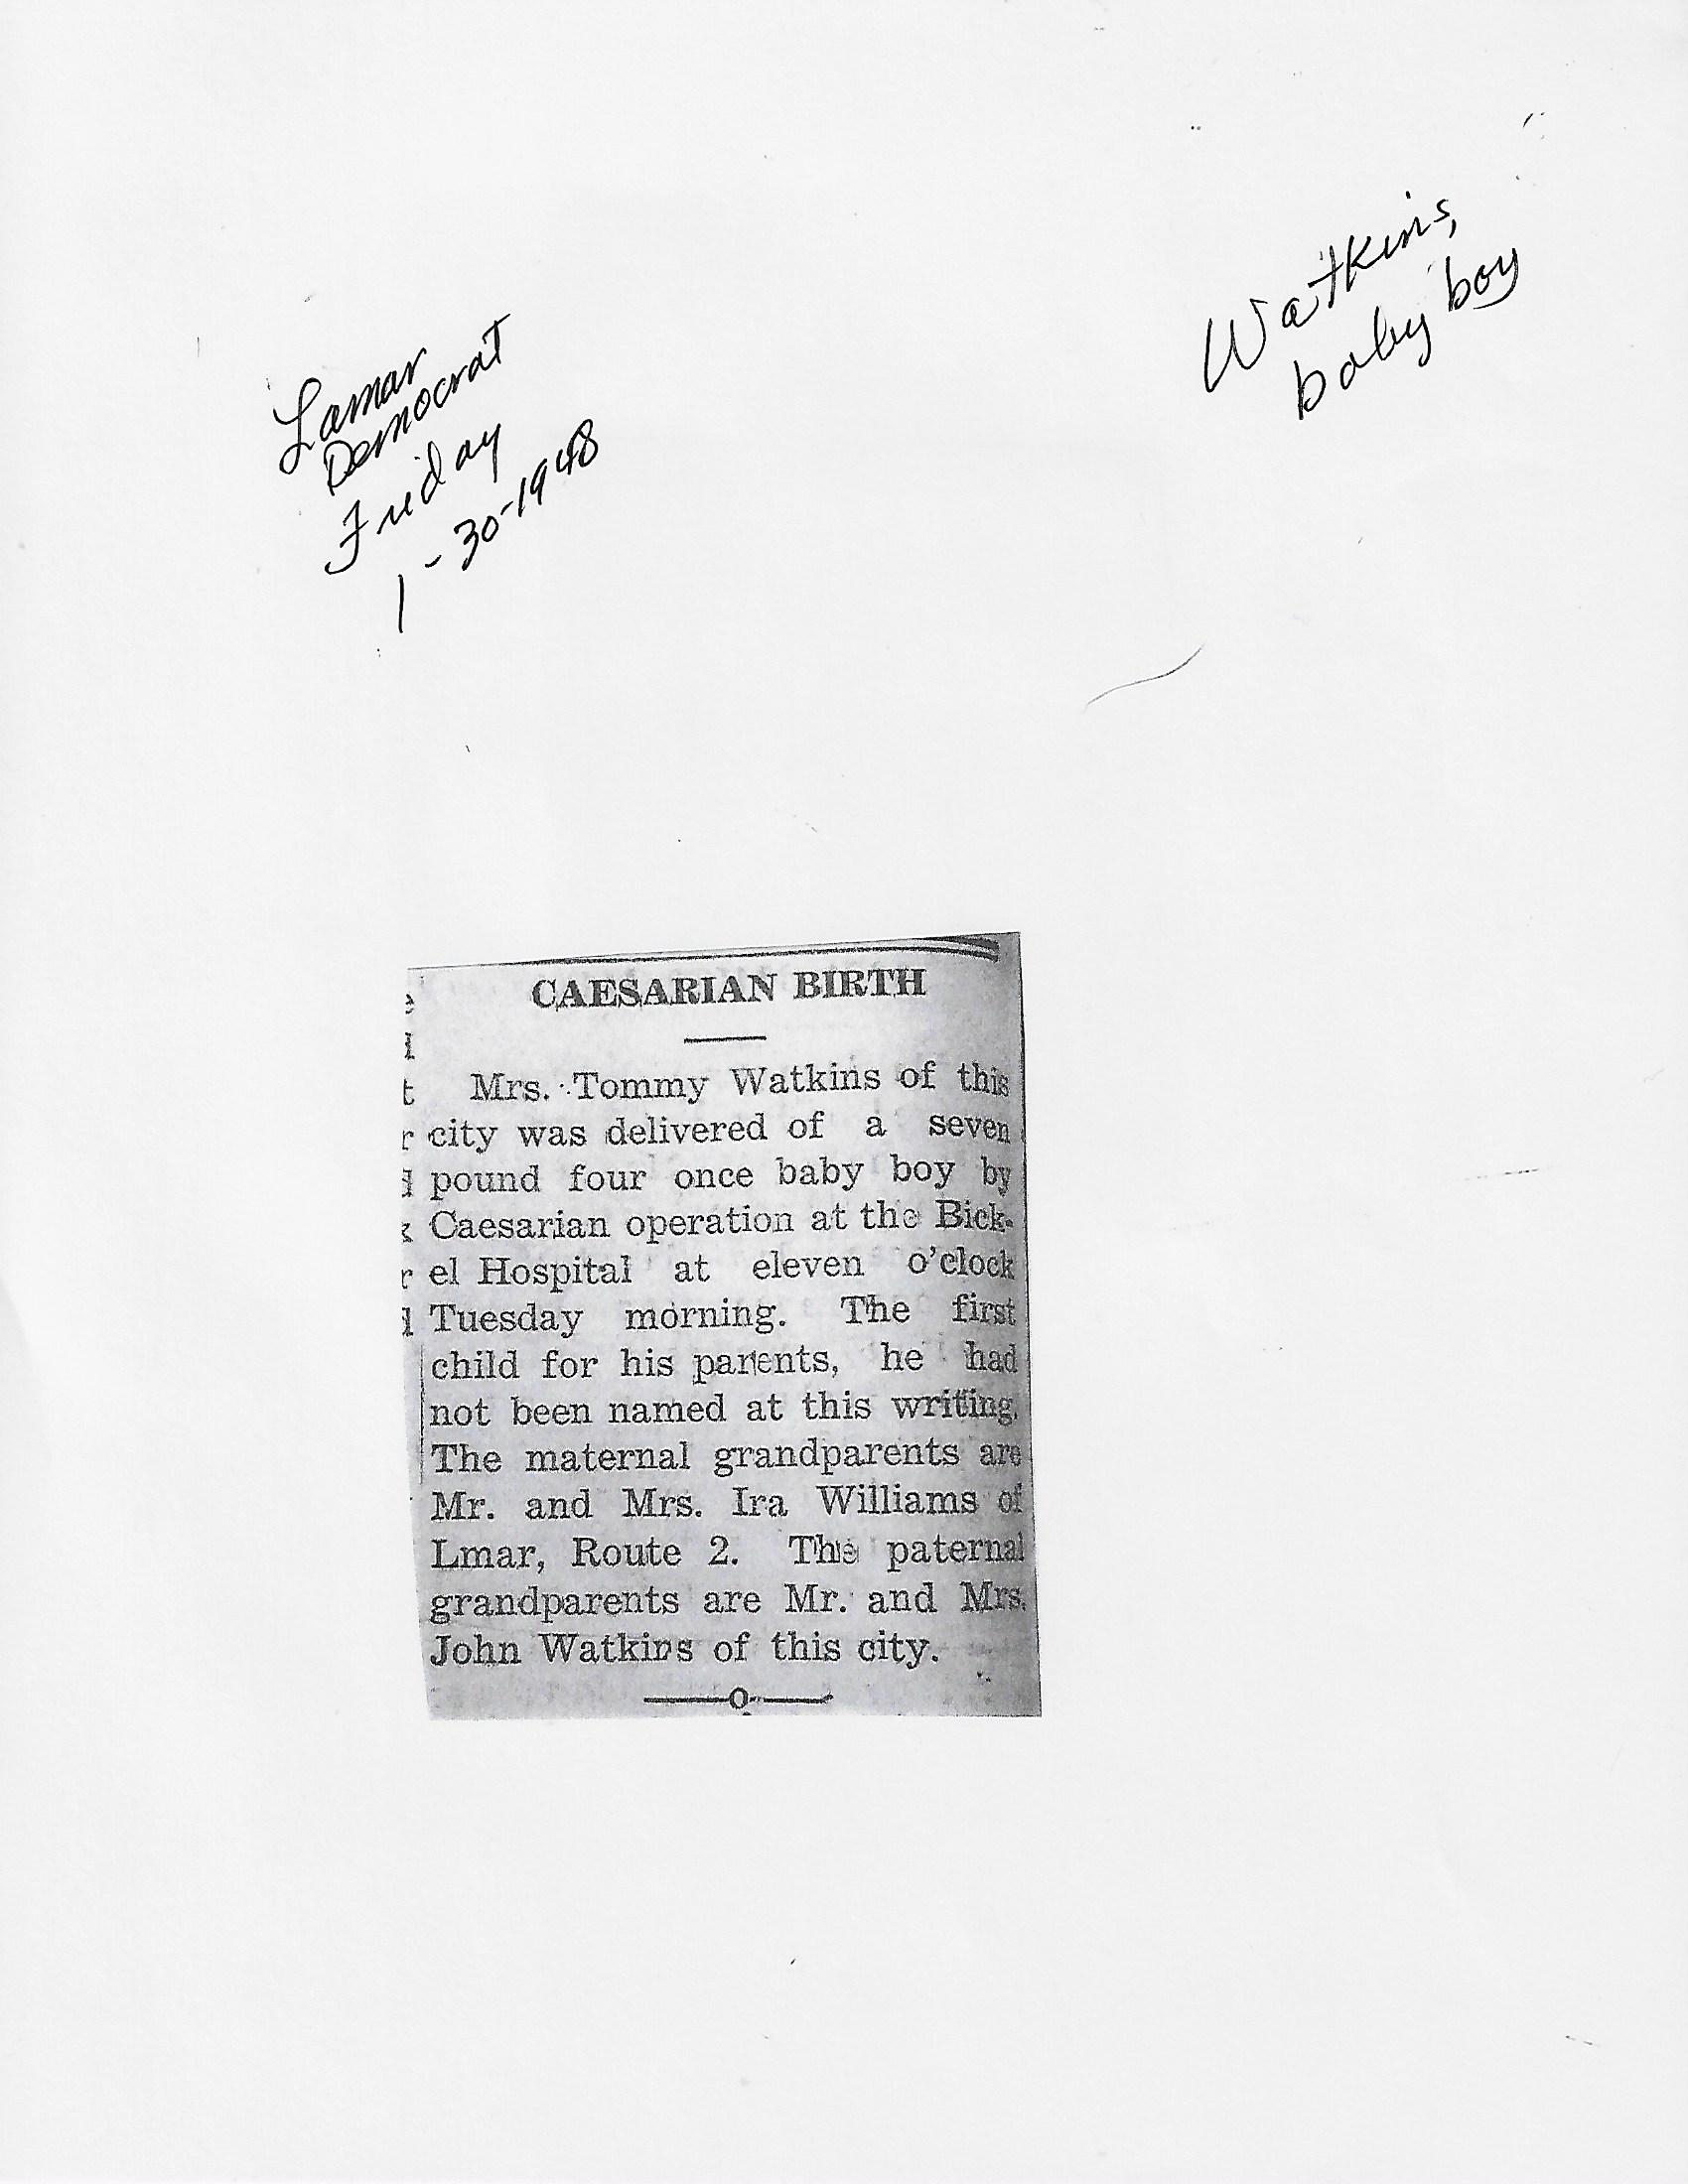 Watkins,
baby boy
Lamar
Democrat
Friday
1-30-1948
CAESARIAN BIRTH
Mrs. Tommy Watkins of this
city was delivered of a seven
pound four once baby boy by
Caesarian operation at the Bick-
el Hospital at eleven o'clock
Tuesday morning. The first
child for his parents, he had
not been named at this writing.
The maternal grandparents are
Mr. and Mrs. Ira Williams of
Lmar, Route 2. The paternal
grandparents are Mr. and Mrs.
John Watkins of this city.